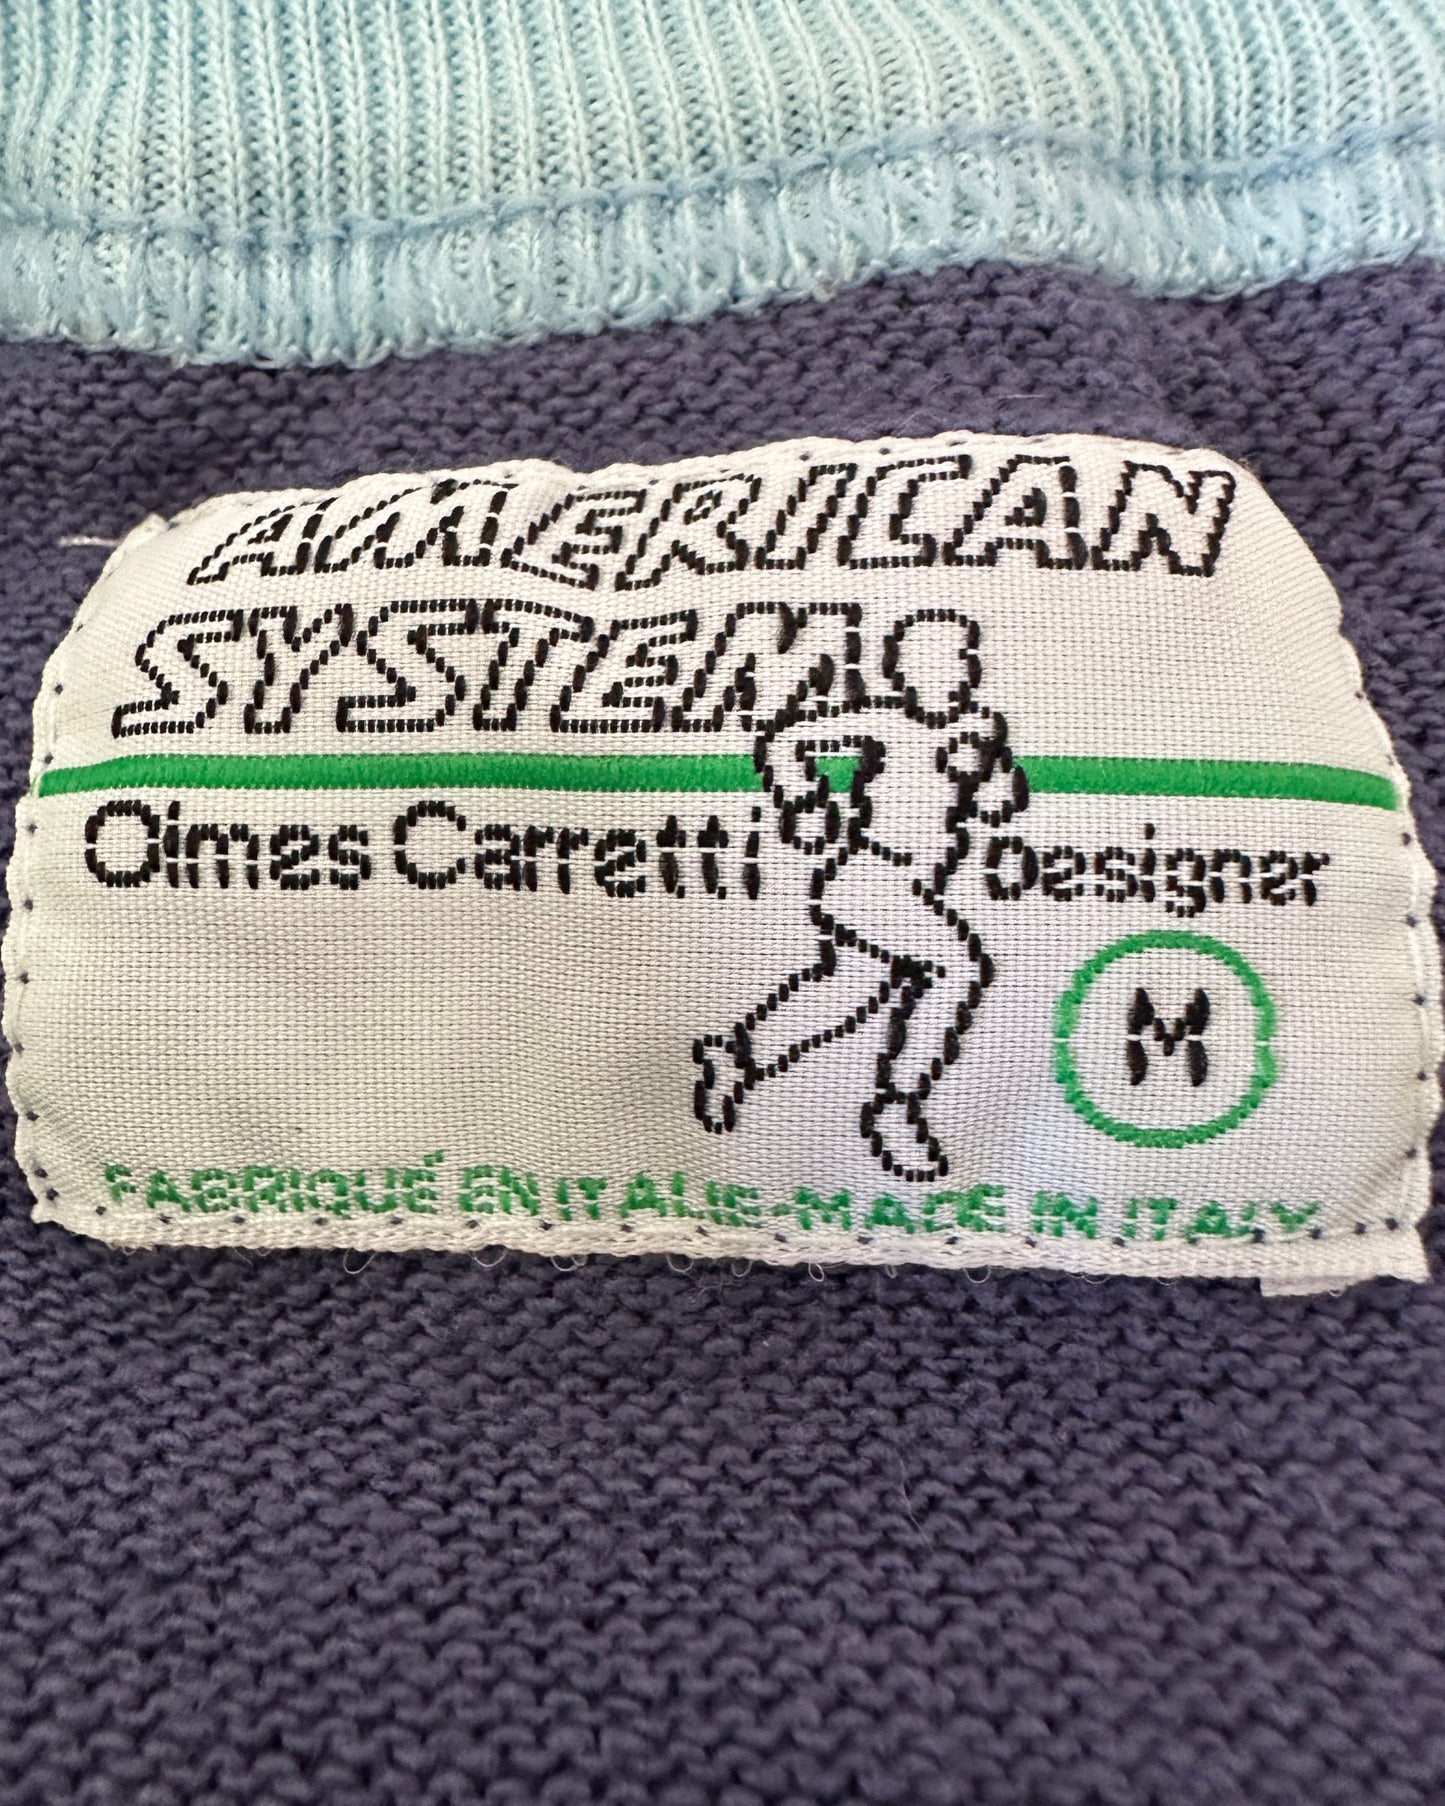 AMERICAN
SYSTEM
Olmes Carretti Designer
M
FABRIQUÉ EN ITALIE-MADE IN ITALY